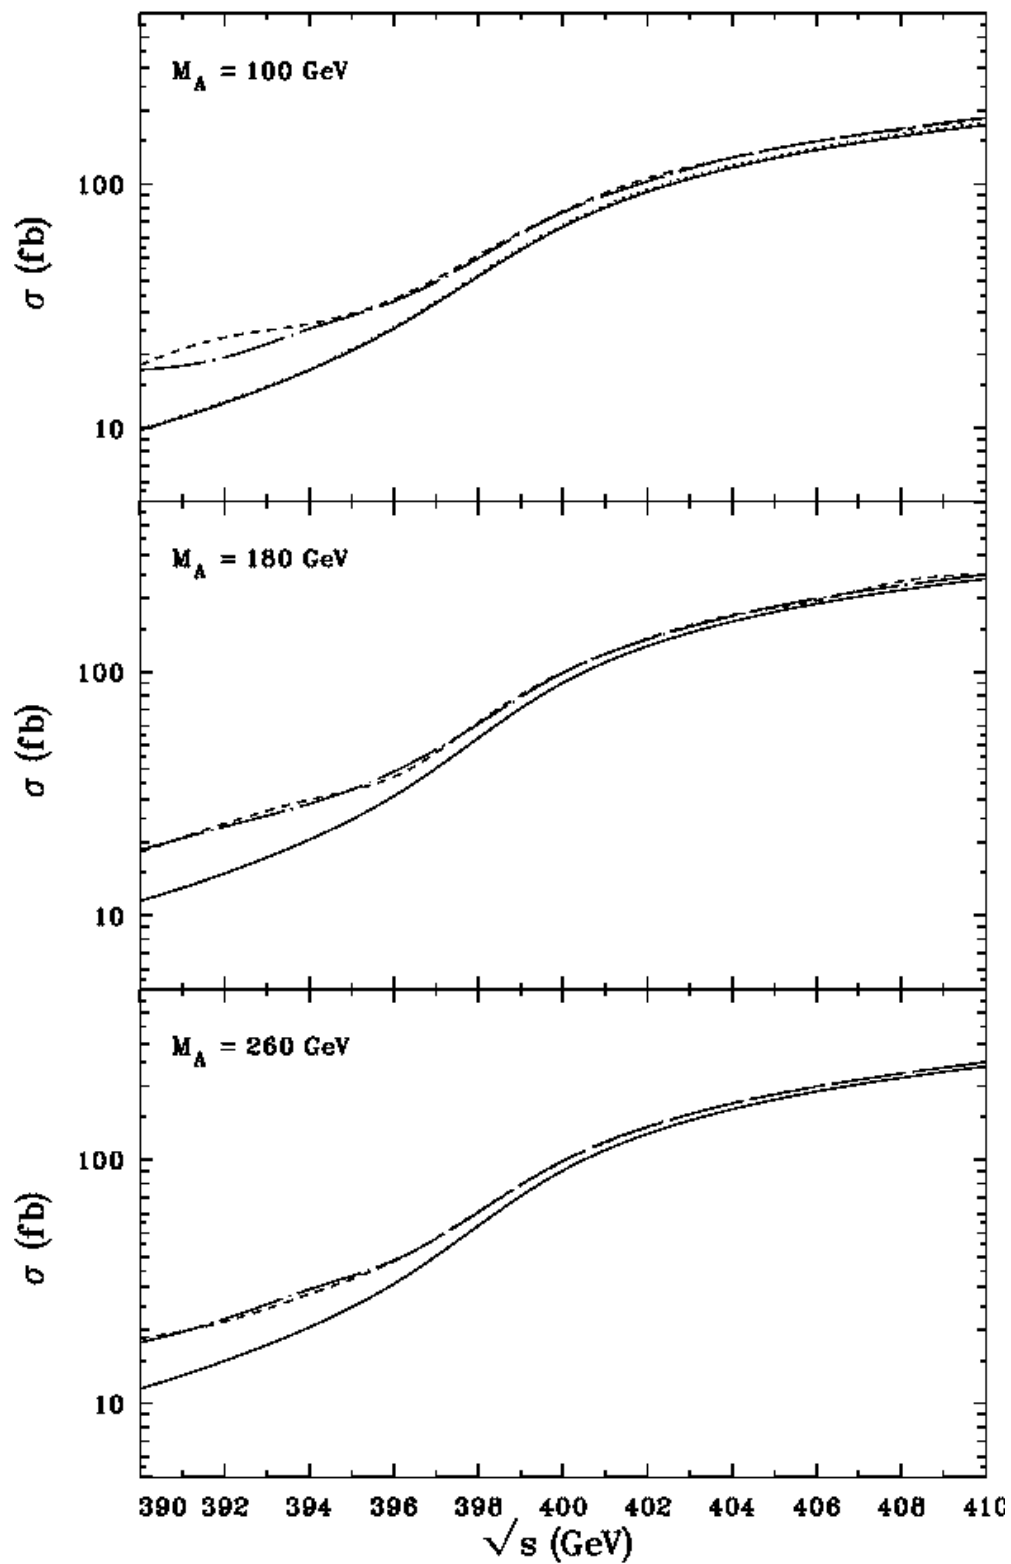 M_A = 100 GeV
100
10
σ (fb)
M_A = 180 GeV
100
10
σ (fb)
M_A = 260 GeV
100
10
σ (fb)
390 392 394 396 398 400 402 404 406 408 410
√s (GeV)